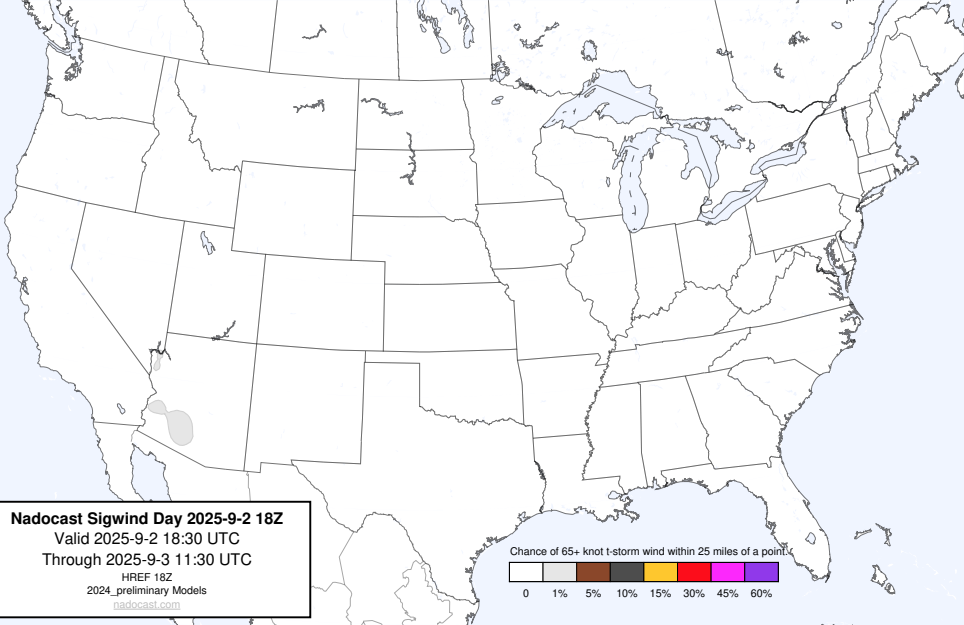 Nadocast Sigwind Day 2025-9-2 18Z
Valid 2025-9-2 18:30 UTC
Through 2025-9-3 11:30 UTC
HREF 18Z
2024_preliminary Models
nadocast.com
Chance of 65+ knot t-storm wind within 25 miles of a point.
0 1% 5% 10% 15% 30% 45% 60%